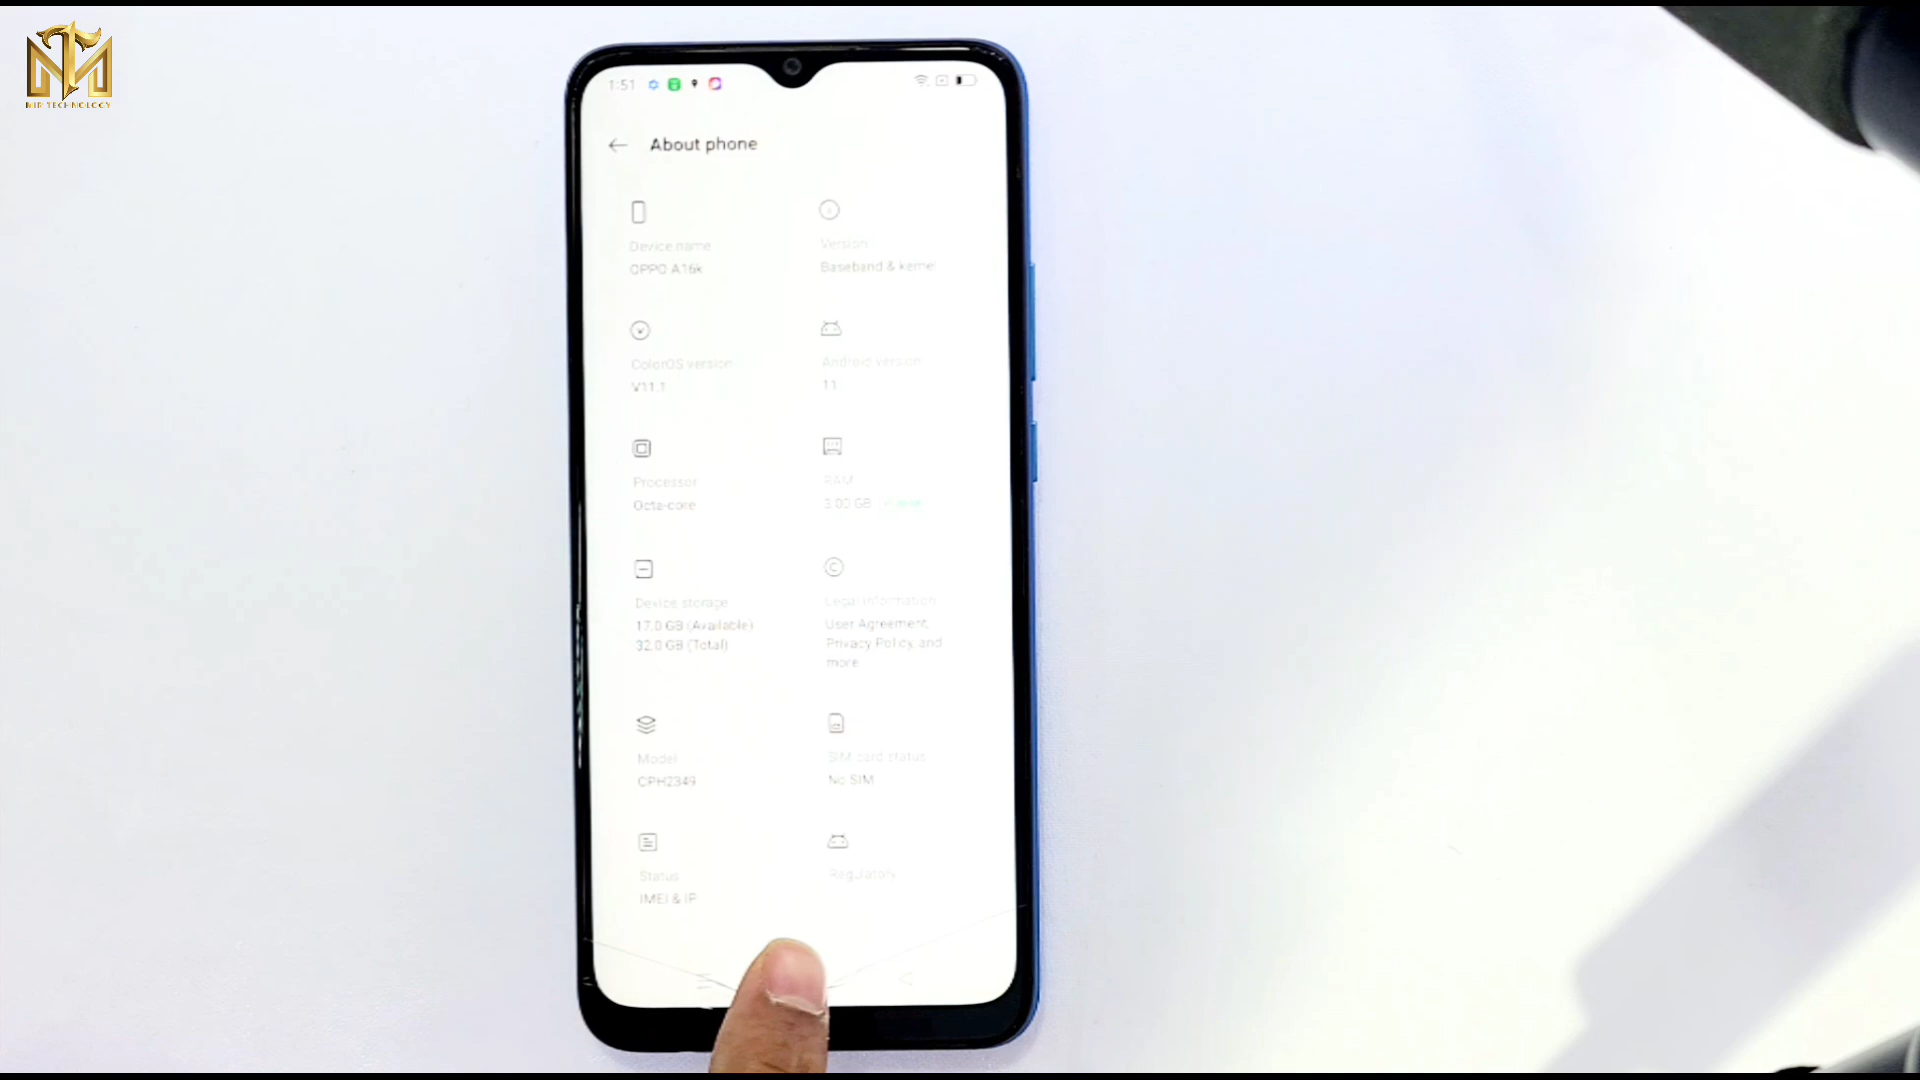 MIR TECHNOLOGY
1:51
About phone
Device name
OPPO A16k
Version
Baseband & kernel
ColorOS version
V11.1
Android version
11
Processor
Octa-core
RAM
3.00 GB
Device storage
17.0 GB (Available)
32.0 GB (Total)
Legal information
User Agreement,
Privacy Policy, and
more
Model
CPH2349
SIM card status
No SIM
Status
IMEI & IP
Regulatory